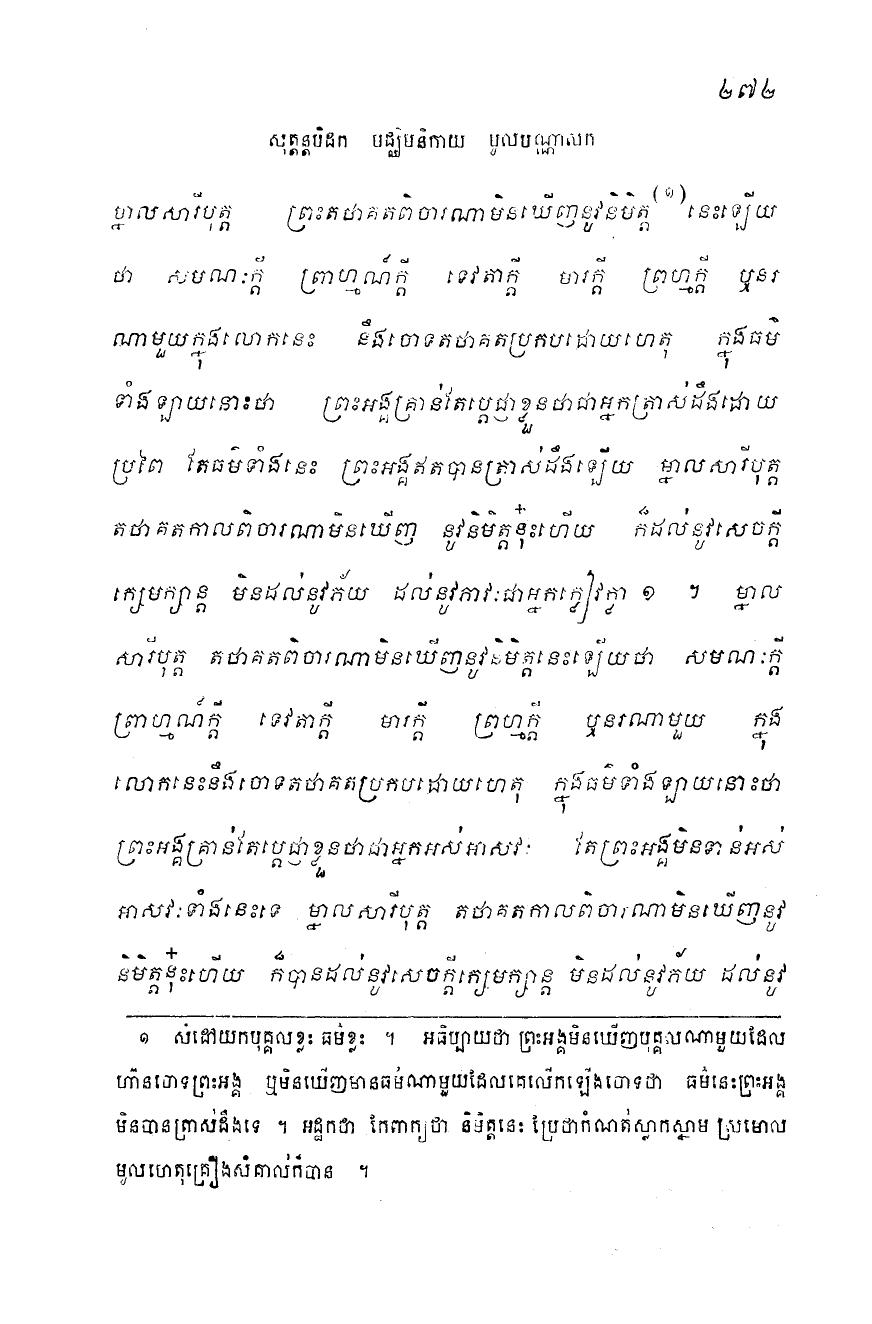 ២៧២
សុត្តន្តបិដក មជ្ឈិមនិកាយ មូលបណ្ណាសក
ម្នាលសារីបុត្ត ព្រះតថាគតពិចារណាមិនឃើញនូវនិមិត្ត(១)នេះឡើយ
ថា សមណៈក្តី ព្រាហ្មណ៍ក្តី ទេវតាក្តី មារក្តី ព្រហ្មក្តី ឬនរ
ណាមួយក្នុងលោកនេះ នឹងចោទតថាគតប្រកបដោយហេតុ ក្នុងធម៌
ទាំងឡាយនោះថា ព្រះអង្គគ្រាន់តែប្តេជ្ញាខ្លួនថាជាអ្នកត្រាស់ដឹងដោយ
ប្រពៃ តែធម៌ទាំងនេះ ព្រះអង្គឥតបានត្រាស់ដឹងឡើយ ម្នាលសារីបុត្ត
តថាគតកាលពិចារណាមិនឃើញ នូវនិមិត្តនុ៎ះហើយ ក៏ដល់នូវសេចក្តី
ក្សេមក្សាន្ត មិនដល់នូវភ័យ ដល់នូវភាវៈជាអ្នកក្លៀវក្លា ១ ។ ម្នាល
សារីបុត្ត តថាគតពិចារណាមិនឃើញនូវនិមិត្តនេះឡើយថា សមណៈក្តី
ព្រាហ្មណ៍ក្តី ទេវតាក្តី មារក្តី ព្រហ្មក្តី ឬនរណាមួយ ក្នុង
លោកនេះនឹងចោទតថាគតប្រកបដោយហេតុ ក្នុងធម៌ទាំងឡាយនោះថា
ព្រះអង្គគ្រាន់តែប្តេជ្ញាខ្លួនថាជាអ្នកអស់អាសវៈ តែព្រះអង្គមិនទាន់អស់
អាសវៈទាំងនេះទេ ម្នាលសារីបុត្ត តថាគតកាលពិចារណាមិនឃើញនូវ
និមិត្តនុ៎ះហើយ ក៏បានដល់នូវសេចក្តីក្សេមក្សាន្ត មិនដល់នូវភ័យ ដល់នូវ
១ សំដៅយកបុគ្គលខ្លះ ធម៌ខ្លះ ។ អធិប្បាយថា ព្រះអង្គមិនឃើញបុគ្គលណាមួយដែល
ហ៊ានចោទព្រះអង្គ ឬមិនឃើញមានធម៌ណាមួយដែលគេលើកឡើងចោទថា ធម៌នេះព្រះអង្គ
មិនបានត្រាស់ដឹងទេ ។ អដ្ឋកថា កែពាក្យថា និមិត្តនេះ ប្រែថាកំណត់ស្លាកស្នាម ស្រមោល
មូលហេតុគ្រឿងសំគាល់ក៏បាន ។